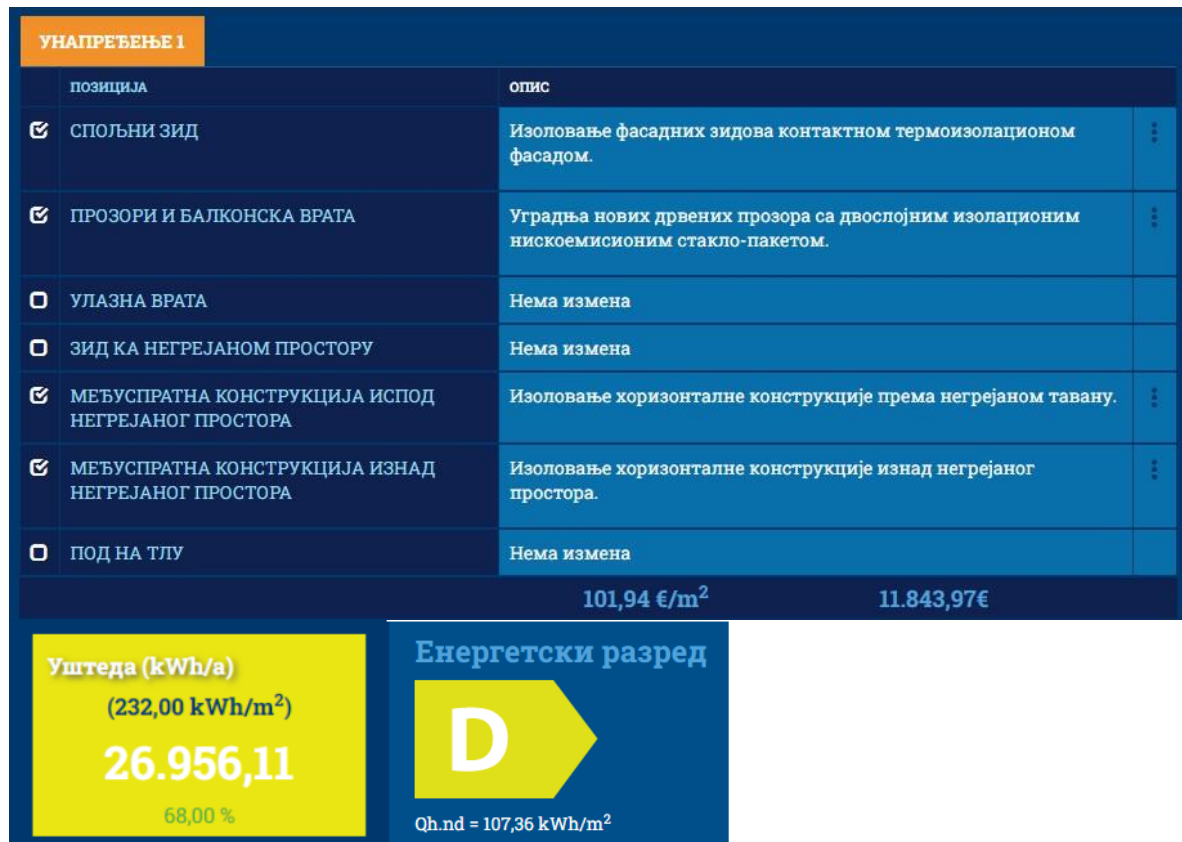 УНАПРЕЂЕЊЕ 1
ПОЗИЦИЈА ОПИС
СПОЉНИ ЗИД Изоловање фасадних зидова контактном термоизолационом
фасадом.
ПРОЗОРИ И БАЛКОНСКА ВРАТА Уградња нових дрвених прозора са двослојним изолационим
нискоемисионим стакло-пакетом.
УЛАЗНА ВРАТА Нема измена
ЗИД КА НЕГРЕЈАНОМ ПРОСТОРУ Нема измена
МЕЂУСПРАТНА КОНСТРУКЦИЈА ИСПОД Изоловање хоризонталне конструкције према негрејаном тавану.
НЕГРЕЈАНОГ ПРОСТОРА
МЕЂУСПРАТНА КОНСТРУКЦИЈА ИЗНАД Изоловање хоризонталне конструкције изнад негрејаног
НЕГРЕЈАНОГ ПРОСТОРА простора.
ПОД НА ТЛУ Нема измена
101,94 €/m² 11.843,97€
Уштеда (kWh/a)
(232,00 kWh/m²)
26.956,11
68,00 %
Енергетски разред
D
Qh.nd = 107,36 kWh/m²